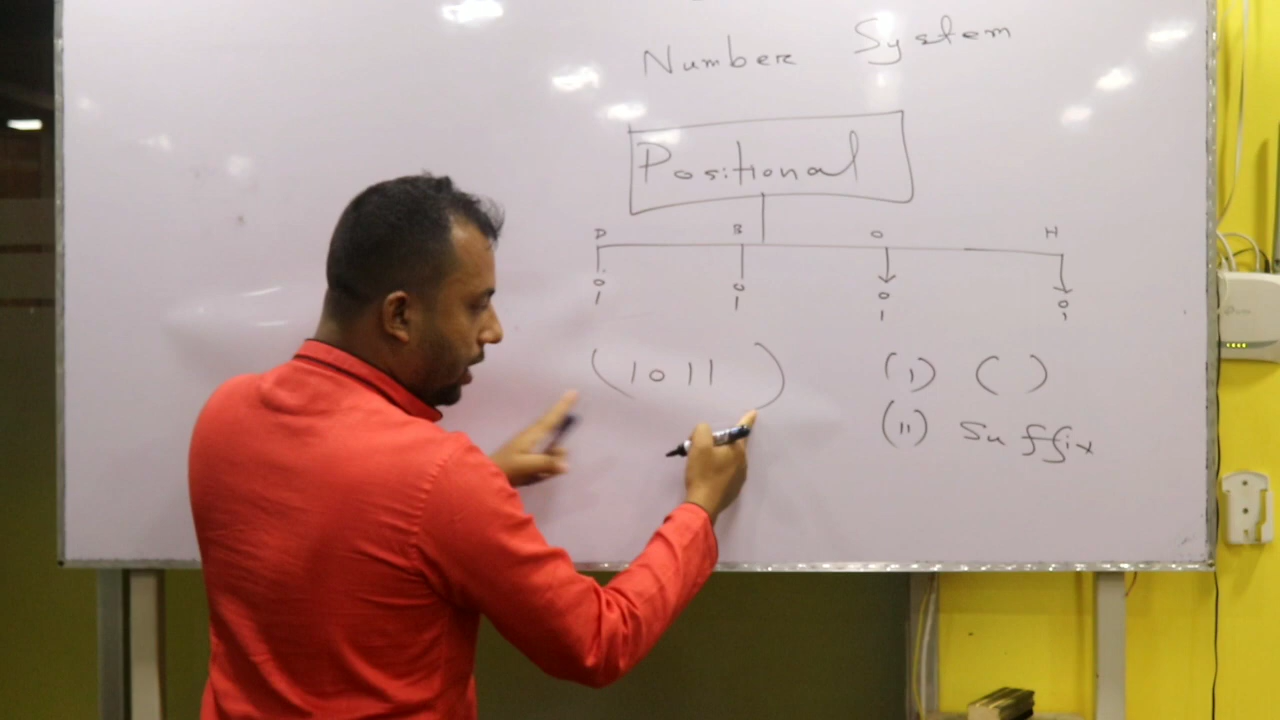 Number System
Positional
D B O H
0 0 0 0
1 1 1 1
(1011) (i) ( )
(ii) Suffix